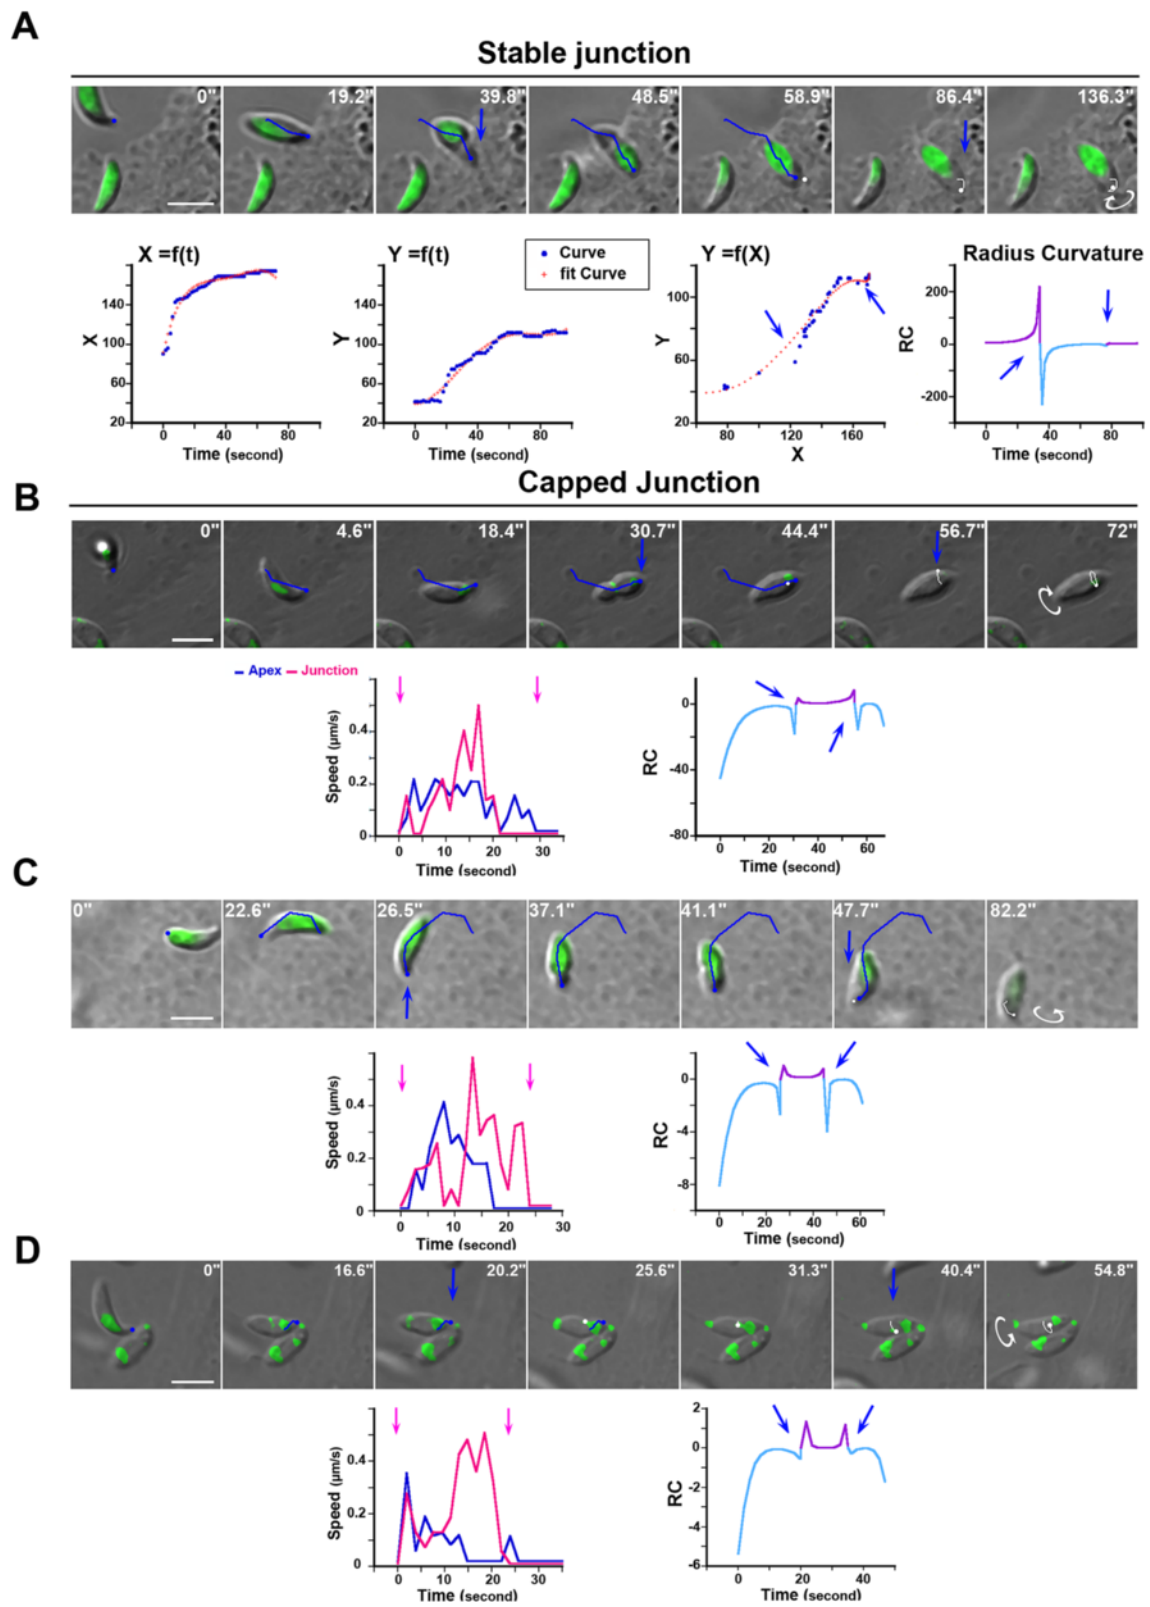 A
Stable junction
0" 19.2" 39.8" 48.5" 58.9" 86.4" 136.3"
X =f(t) Y =f(t) Curve fit Curve Y =f(X) Radius Curvature
X 140 100 60 20
0 40 80
Time (second)
Y 140 100 60 20
0 40 80
Time (second)
Y 100 60 20
80 120 160
X
RC 200 0 -200
0 40 80
Time (second)
B
Capped Junction
0" 4.6" 18.4" 30.7" 44.4" 56.7" 72"
Apex Junction
Speed (µm/s) 0.4 0.2 0
0 10 20 30
Time (second)
RC 0 -40 -80
0 20 40 60
Time (second)
C
0" 22.6" 26.5" 37.1" 41.1" 47.7" 82.2"
Speed (µm/s) 0.4 0.2 0
0 10 20 30
Time (second)
RC 0 -4 -8
0 20 40 60
Time (second)
D
0" 16.6" 20.2" 25.6" 31.3" 40.4" 54.8"
Speed (µm/s) 0.4 0.2 0
0 10 20 30
Time (second)
RC 2 0 -2 -4 -6
0 20 40
Time (second)